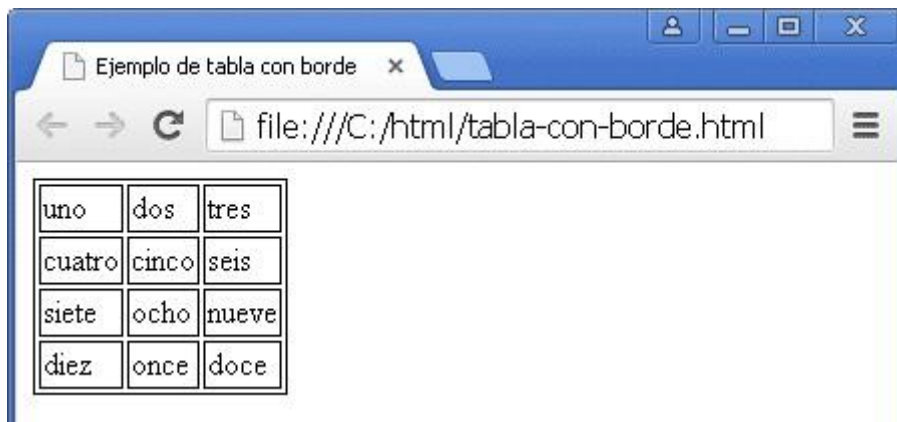 Ejemplo de tabla con borde
file:///C:/html/tabla-con-borde.html
uno dos tres
cuatro cinco seis
siete ocho nueve
diez once doce